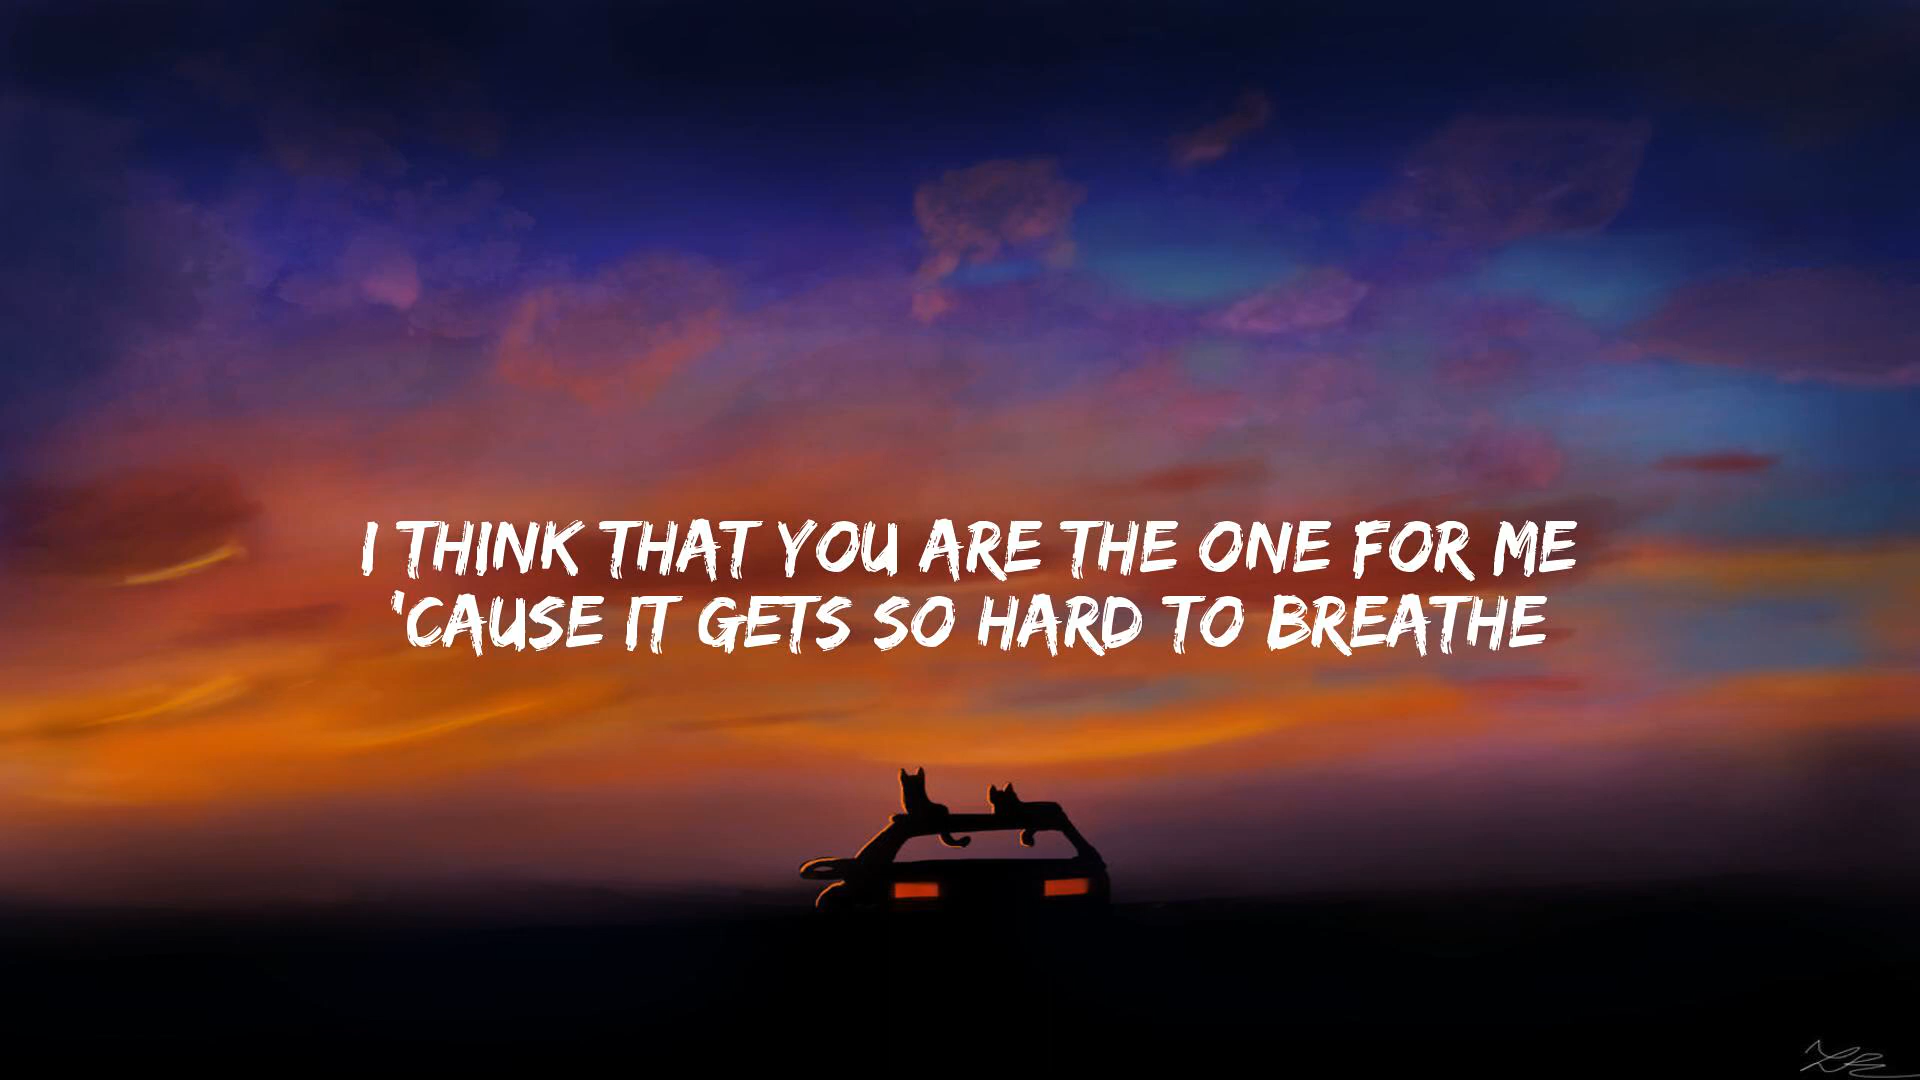 I THINK THAT YOU ARE THE ONE FOR ME
'CAUSE IT GETS SO HARD TO BREATHE